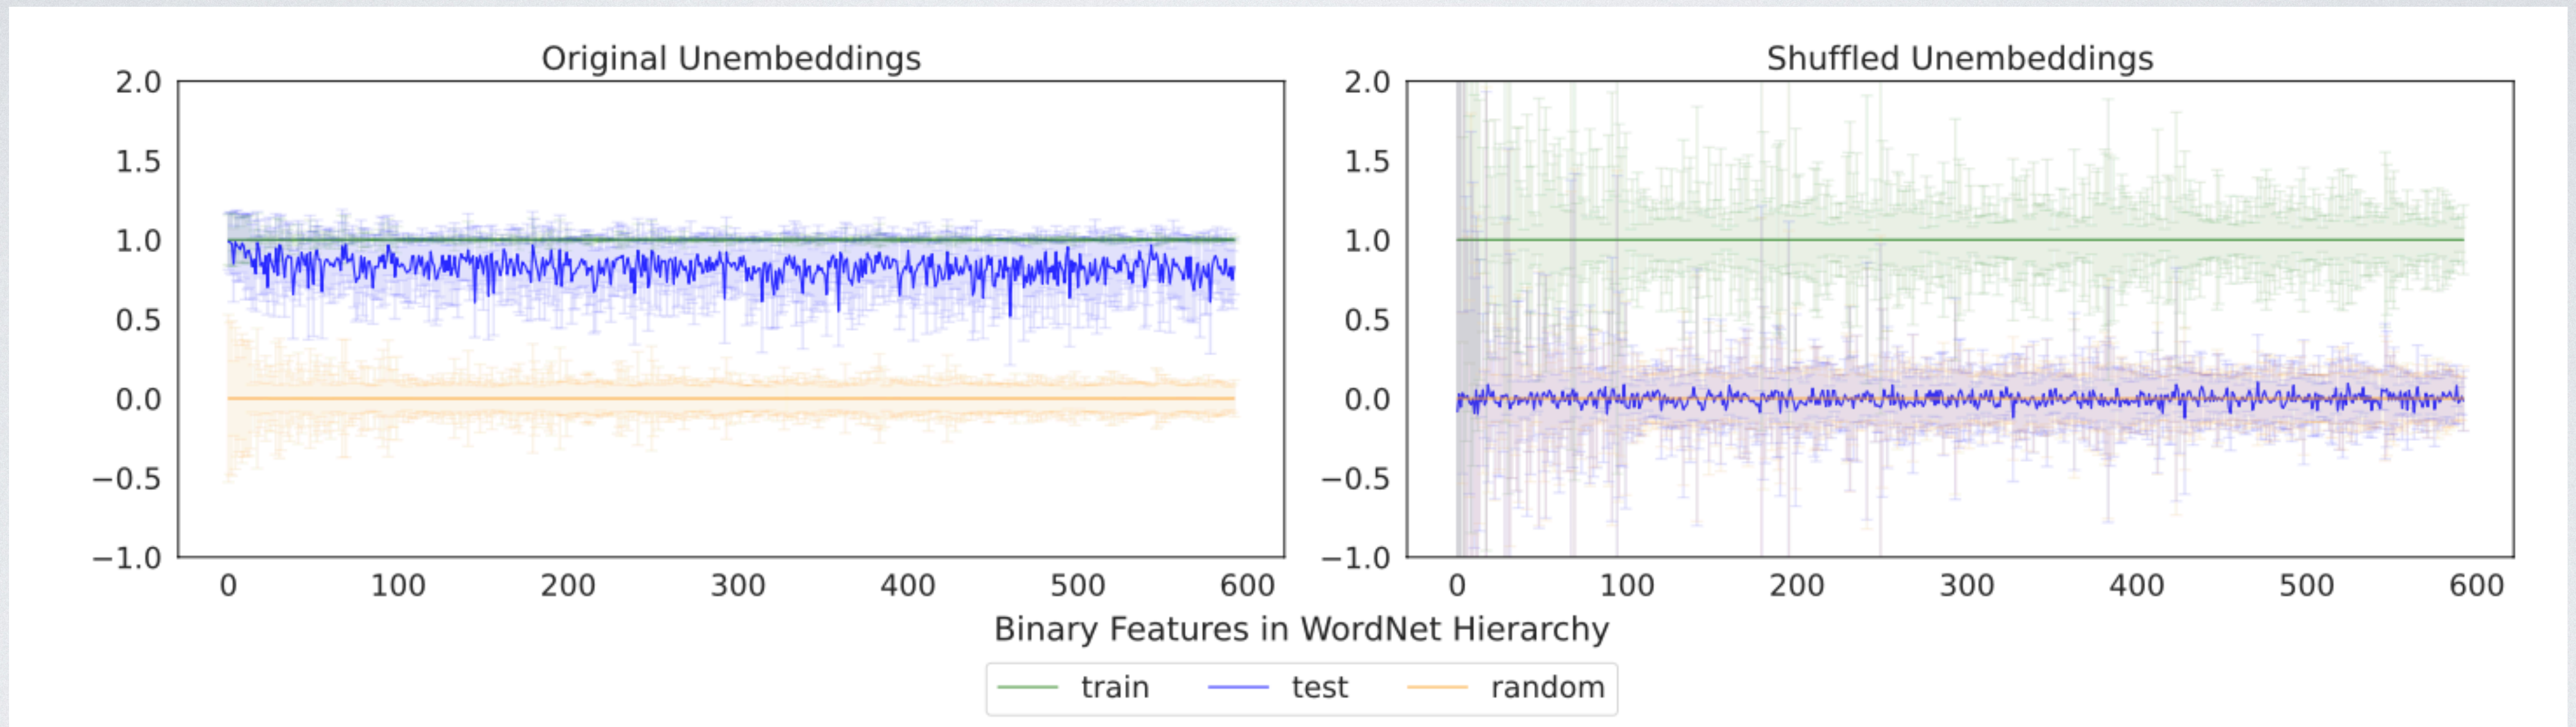 Original Unembeddings
2.0
1.5
1.0
0.5
0.0
−0.5
−1.0
0 100 200 300 400 500 600
Shuffled Unembeddings
2.0
1.5
1.0
0.5
0.0
−0.5
−1.0
0 100 200 300 400 500 600
Binary Features in WordNet Hierarchy
train test random